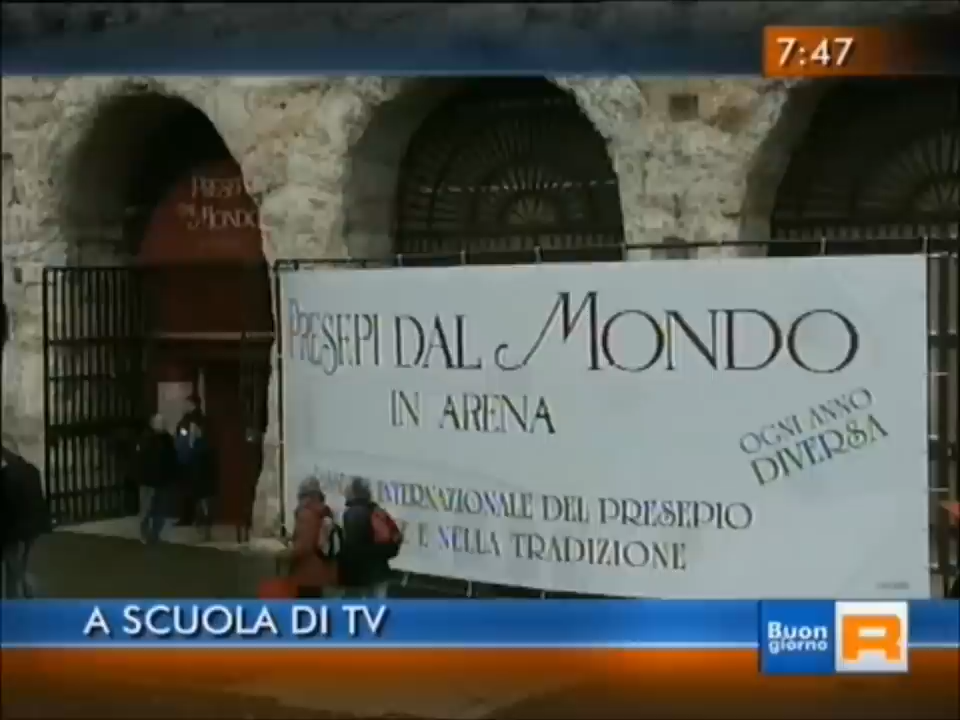 7:47
PRESEPI
DAL MONDO
PRESEPI DAL MONDO
IN ARENA
OGNI ANNO
DIVERSA
INTERNAZIONALE DEL PRESEPIO
E NELLA TRADIZIONE
A SCUOLA DI TV
Buon
giorno
R